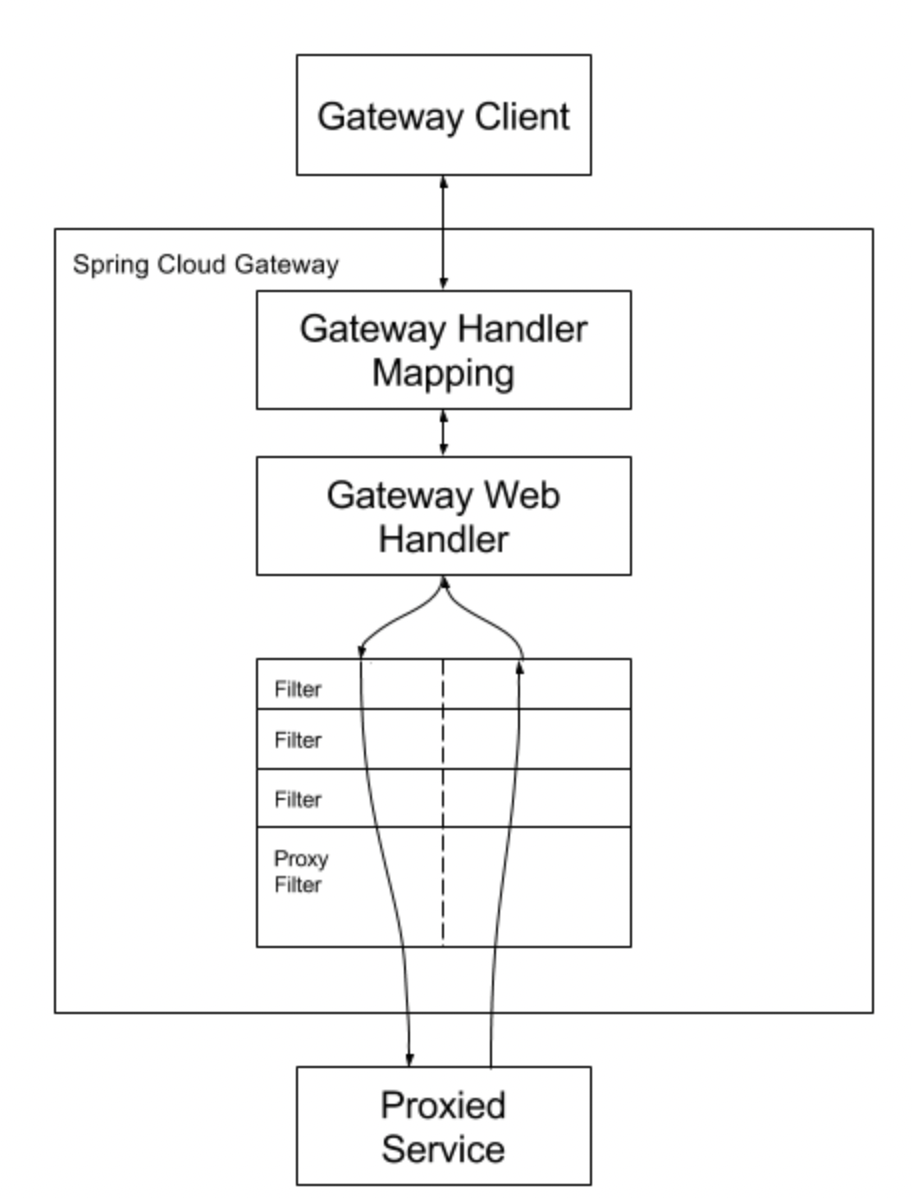 Gateway Client
Spring Cloud Gateway
Gateway Handler
Mapping
Gateway Web
Handler
Filter
Filter
Filter
Proxy
Filter
Proxied
Service